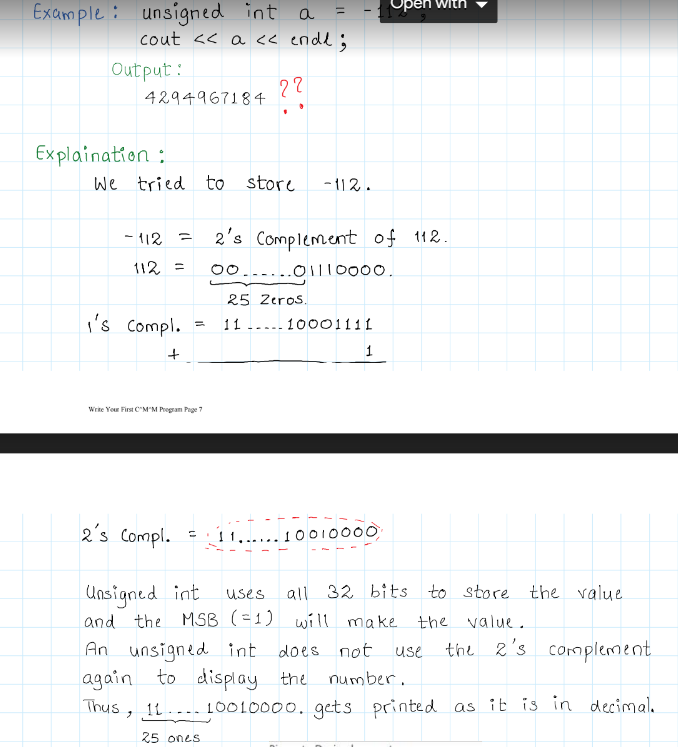 Example : unsigned int a = -112 ;
Open with
cout << a << endl ;
Output :
4294967184 ??
Explaination :
We tried to store -112.
-112 = 2's Complement of 112.
112 = 00......01110000.
25 Zeros.
1's Compl. = 11 .....10001111
+ 1
Write Your First C^M^M Program Page 7
2's Compl. = 11......10010000
Unsigned int uses all 32 bits to store the value
and the MSB (=1) will make the value.
An unsigned int does not use the 2's complement
again to display the number.
Thus, 11....10010000. gets printed as it is in decimal.
25 ones